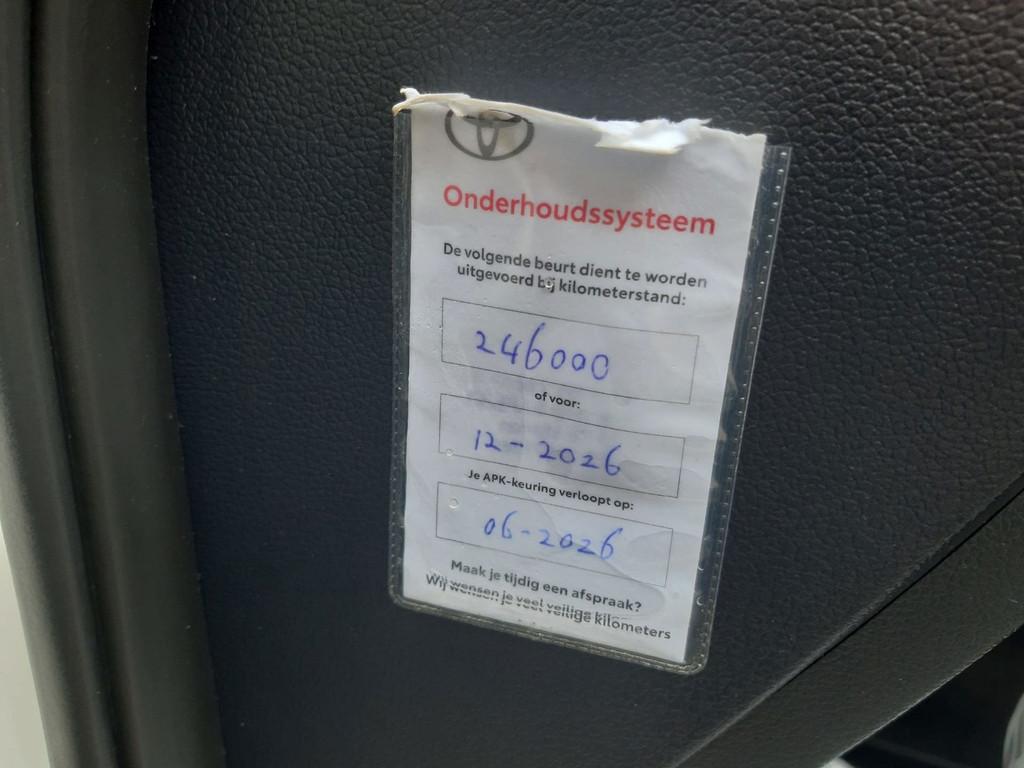 Onderhoudssysteem
De volgende beurt dient te worden
uitgevoerd bij kilometerstand:
246000
of voor:
12-2026
Je APK-keuring verloopt op:
06-2026
Maak je tijdig een afspraak?
Wij wensen je veel veilige kilometers